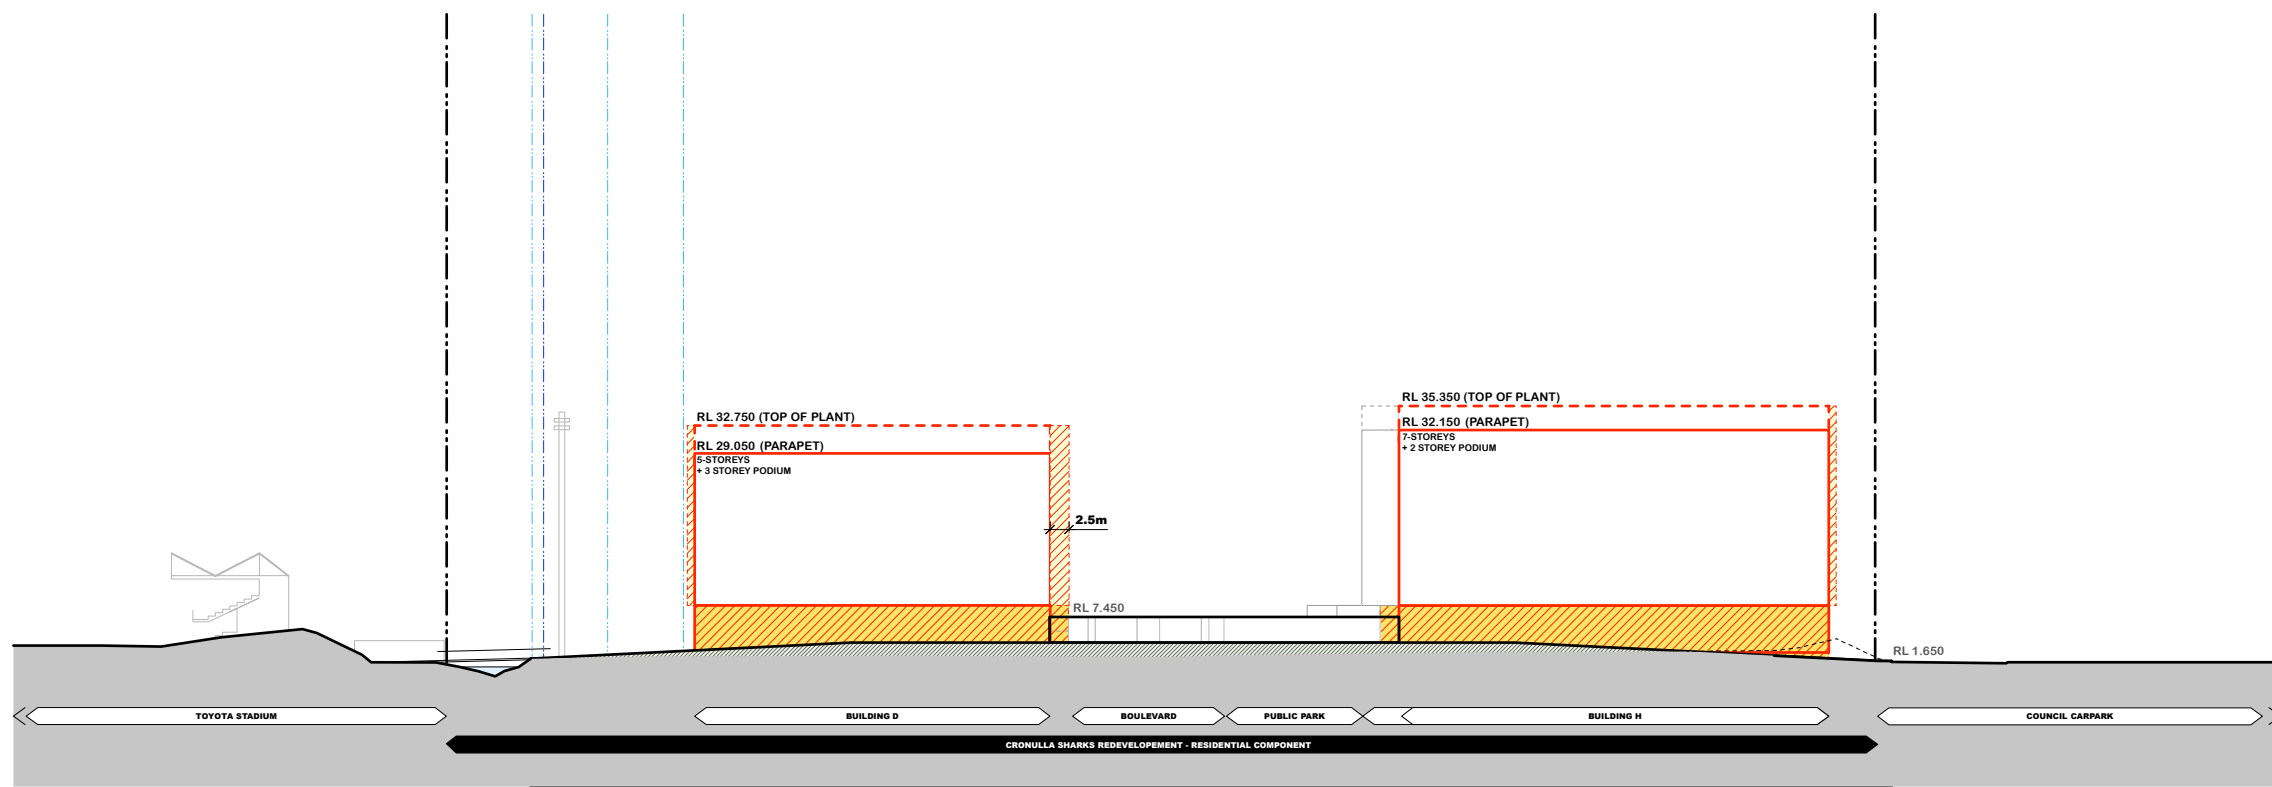 RL 35.350 (TOP OF PLANT)
RL 32.750 (TOP OF PLANT)
RL 32.150 (PARAPET)
7-STOREYS
+ 2 STOREY PODIUM
RL 29.050 (PARAPET)
5-STOREYS
+ 3 STOREY PODIUM
2.5m
RL 7.450
RL 1.650
TOYOTA STADIUM
BUILDING D
BOULEVARD
PUBLIC PARK
BUILDING H
COUNCIL CARPARK
CRONULLA SHARKS REDEVELOPEMENT - RESIDENTIAL COMPONENT